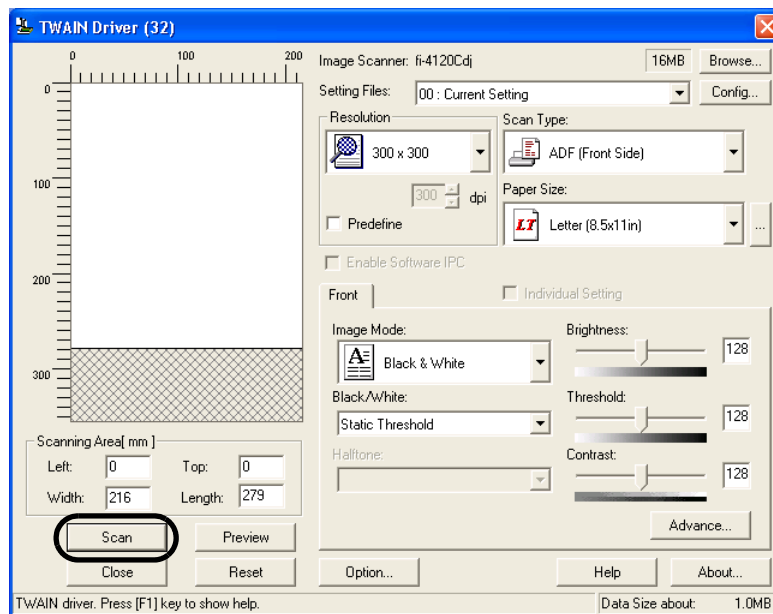 TWAIN Driver (32)
0 100 200
0
100
200
300
Image Scanner: fi-4120Cdj 16MB Browse...
Setting Files: 00 : Current Setting Config...
Resolution
300 x 300
300 dpi
Predefine
Scan Type:
ADF (Front Side)
Paper Size:
LT Letter (8.5x11in) ...
Enable Software IPC
Front
Individual Setting
Image Mode:
A Black & White
Black/White:
Static Threshold
Halftone:
Brightness:
128
Threshold:
128
Contrast:
128
Advance...
Scanning Area[ mm ]
Left: 0 Top: 0
Width: 216 Length: 279
Scan Preview
Close Reset Option... Help About...
TWAIN driver. Press [F1] key to show help. Data Size about: 1.0MB